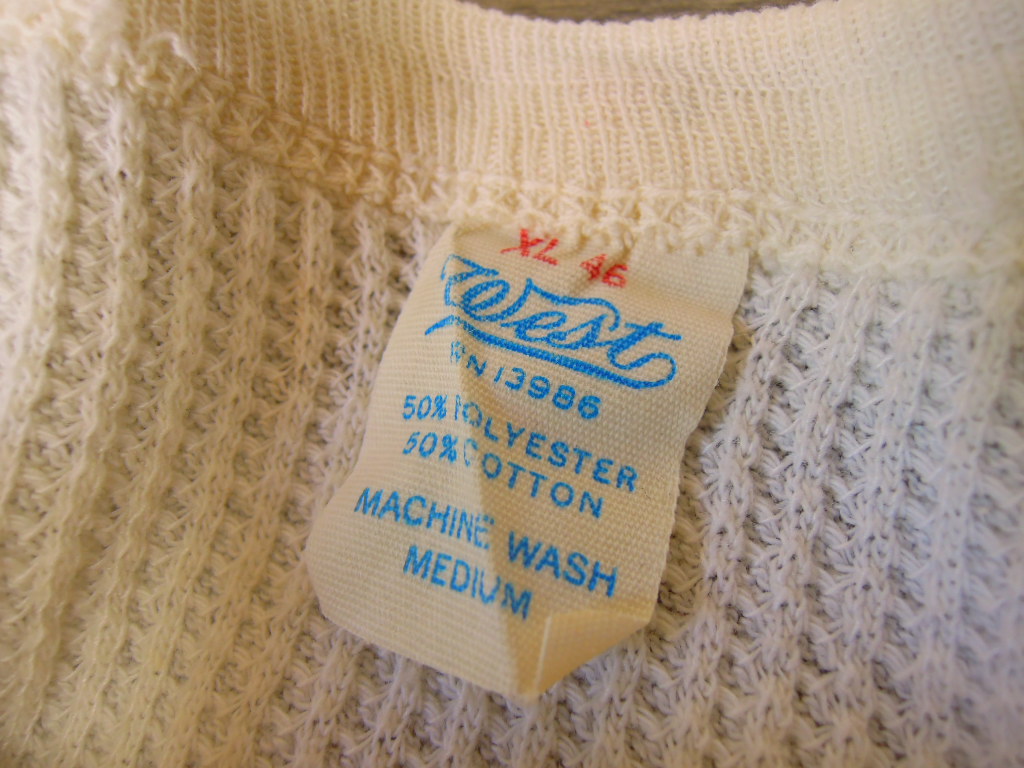 XL 46
West
RN 13986
50% POLYESTER
50% COTTON
MACHINE WASH
MEDIUM